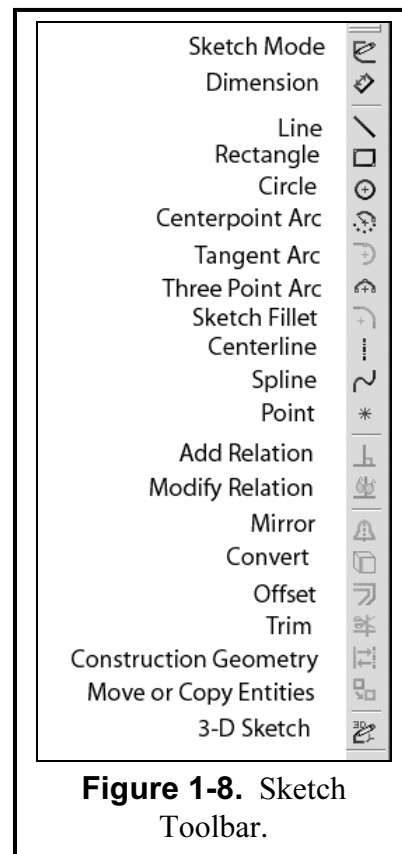 Sketch Mode
Dimension
Line
Rectangle
Circle
Centerpoint Arc
Tangent Arc
Three Point Arc
Sketch Fillet
Centerline
Spline
Point
Add Relation
Modify Relation
Mirror
Convert
Offset
Trim
Construction Geometry
Move or Copy Entities
3-D Sketch
3D
Figure 1-8. Sketch
Toolbar.